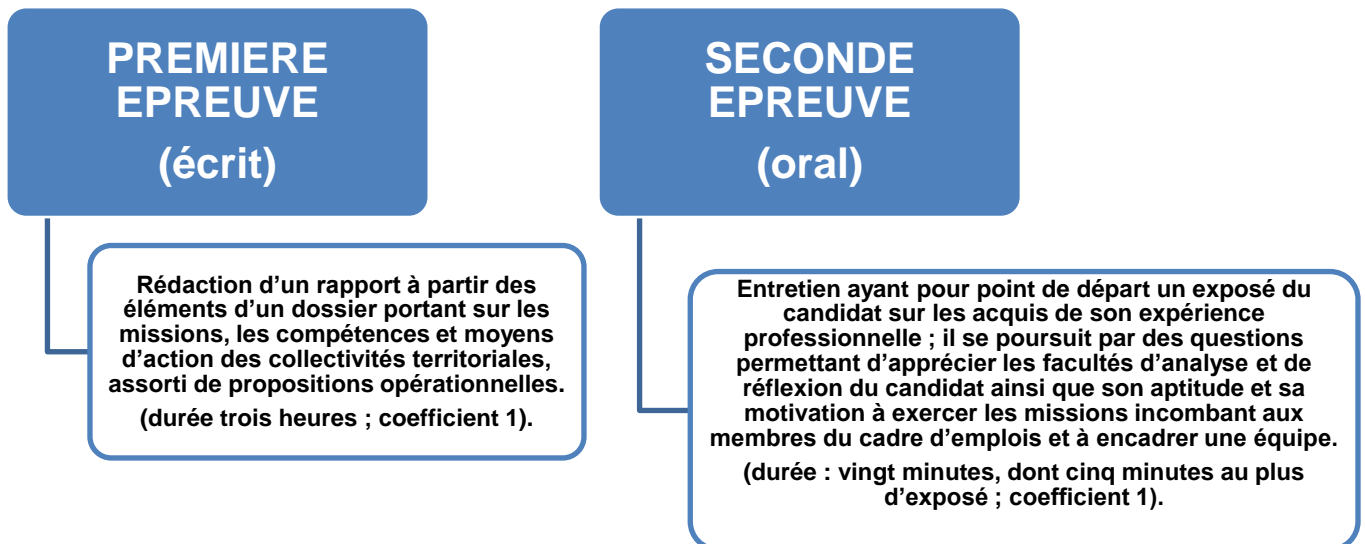 PREMIERE
EPREUVE
(écrit)
Rédaction d’un rapport à partir des
éléments d’un dossier portant sur les
missions, les compétences et moyens
d’action des collectivités territoriales,
assorti de propositions opérationnelles.
(durée trois heures ; coefficient 1).
SECONDE
EPREUVE
(oral)
Entretien ayant pour point de départ un exposé du
candidat sur les acquis de son expérience
professionnelle ; il se poursuit par des questions
permettant d’apprécier les facultés d’analyse et de
réflexion du candidat ainsi que son aptitude et sa
motivation à exercer les missions incombant aux
membres du cadre d’emplois et à encadrer une équipe.
(durée : vingt minutes, dont cinq minutes au plus
d’exposé ; coefficient 1).